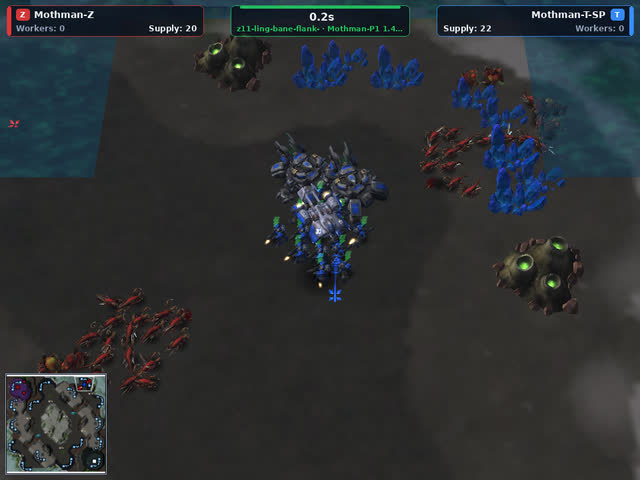 Z Mothman-Z
Workers: 0 Supply: 20
0.2s
z11-ling-bane-flank- · Mothman-P1 1.4…
Mothman-T-SP T
Supply: 22 Workers: 0